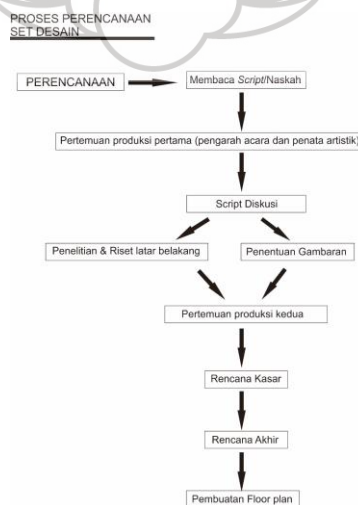 PROSES PERENCANAAN
SET DESAIN
PERENCANAAN
Membaca Script/Naskah
Pertemuan produksi pertama (pengarah acara dan penata artistik)
Script Diskusi
Penelitian & Riset latar belakang
Penentuan Gambaran
Pertemuan produksi kedua
Rencana Kasar
Rencana Akhir
Pembuatan Floor plan